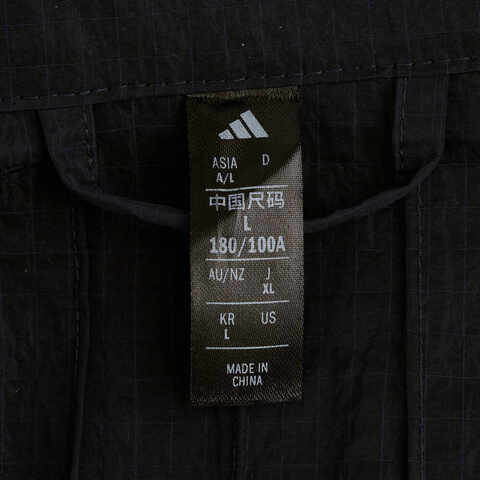 ASIA D
A/L
中国尺码
L
180/100A
AU/NZ J
XL
KR US
L
MADE IN
CHINA